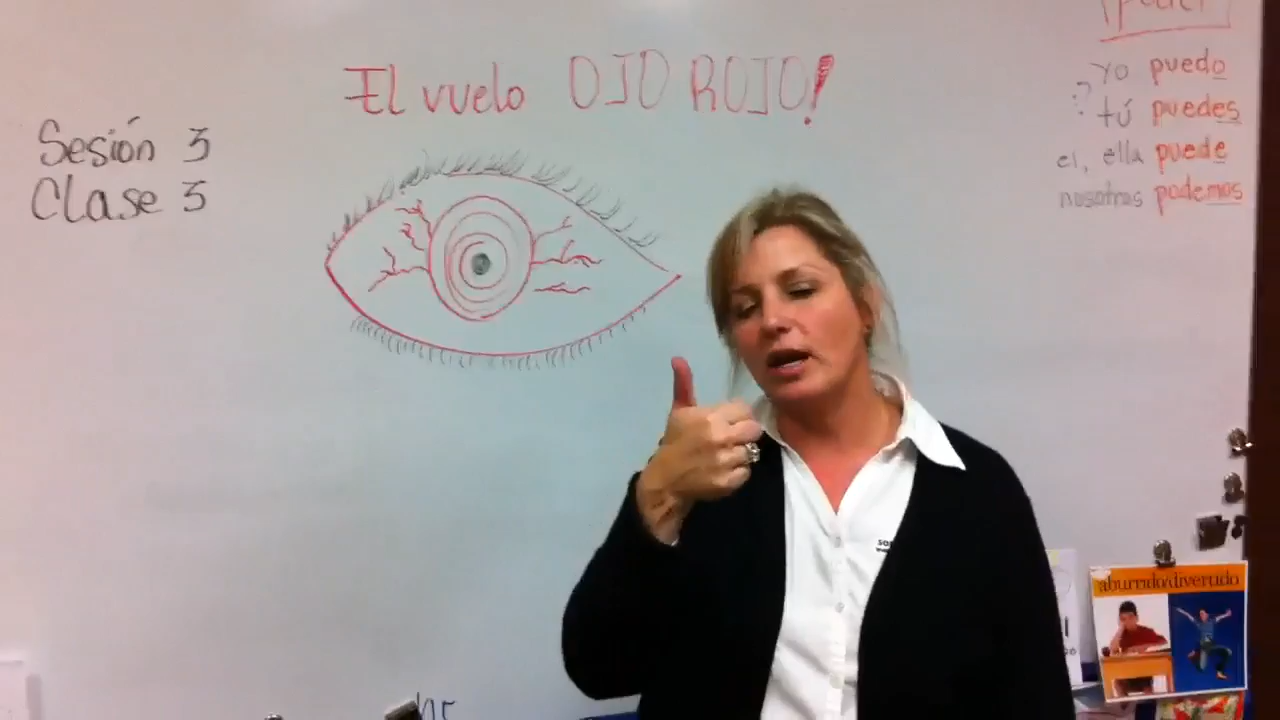 El vuelo OJO ROJO!
Sesión 3
Clase 3
poder
yo puedo
? tú puedes
el, ella puede
nosotros podemos
aburrido/divertido